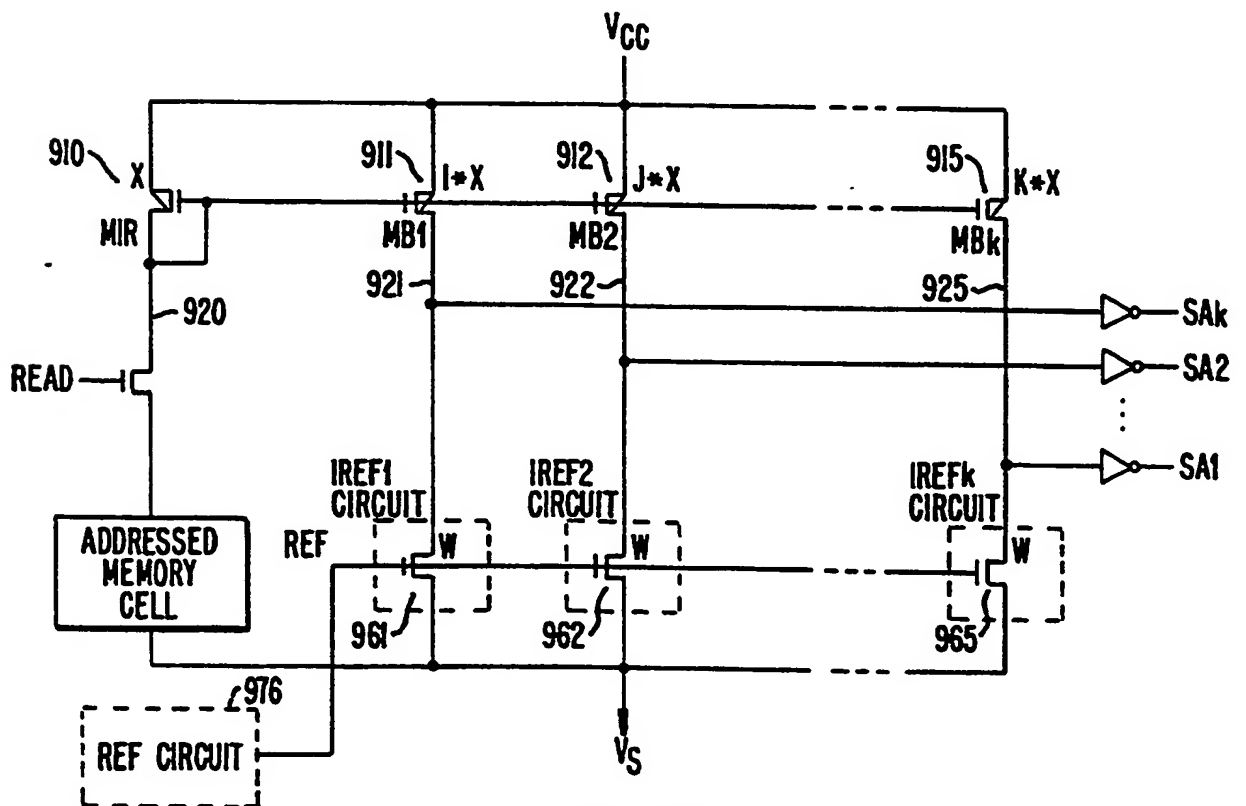 VCC
910
X
911
I*X
912
J*X
915
K*X
MIR
MB1
MB2
MBk
920
921
922
925
SAk
READ
SA2
SA1
IREF1
CIRCUIT
IREF2
CIRCUIT
IREFk
CIRCUIT
ADDRESSED
MEMORY
CELL
REF
W
W
W
961
962
965
976
REF CIRCUIT
VS